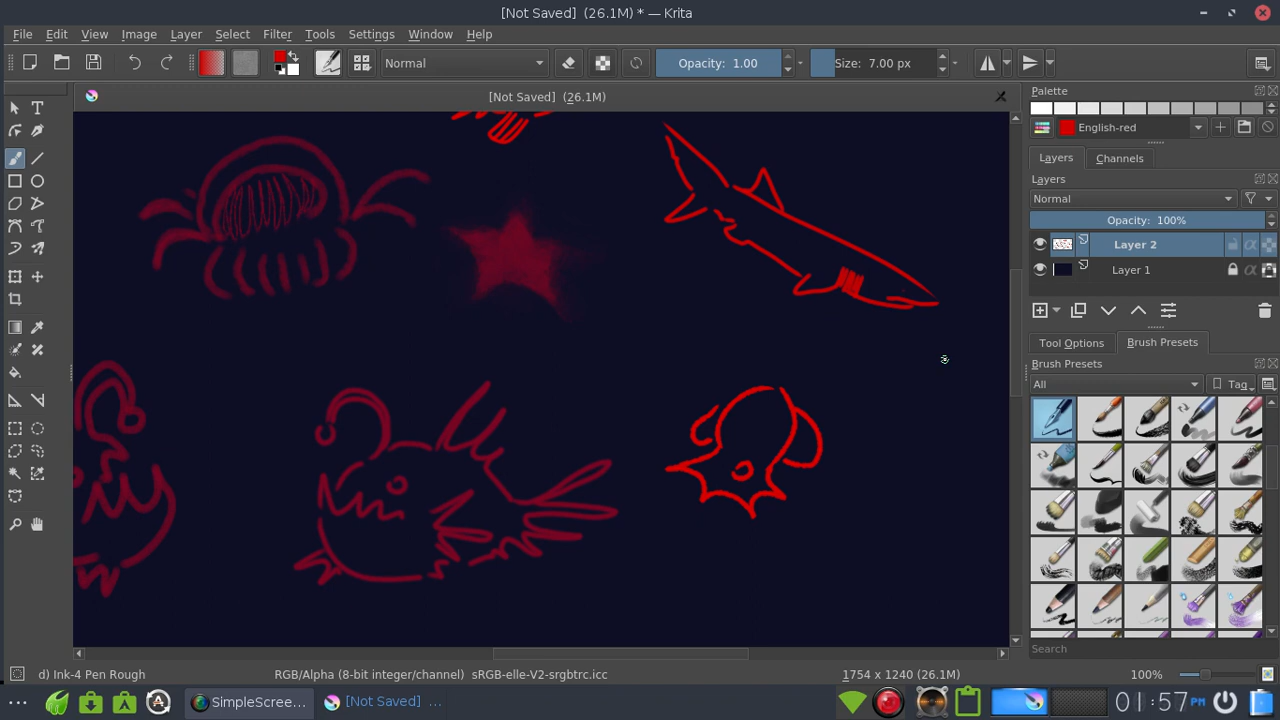 [Not Saved]  (26.1M) * — Krita
File Edit View Image Layer Select Filter Tools Settings Window Help
Normal
Opacity: 1.00
Size: 7.00 px
[Not Saved]  (26.1M)
Palette
English-red
Layers Channels
Layers
Normal
Opacity: 100%
Layer 2
Layer 1
Tool Options Brush Presets
Brush Presets
All
Tag
Search
d) Ink-4 Pen Rough
RGB/Alpha (8-bit integer/channel)  sRGB-elle-V2-srgbtrc.icc
1754 x 1240 (26.1M)
100%
SimpleScree...
[Not Saved]  ...
01:57PM